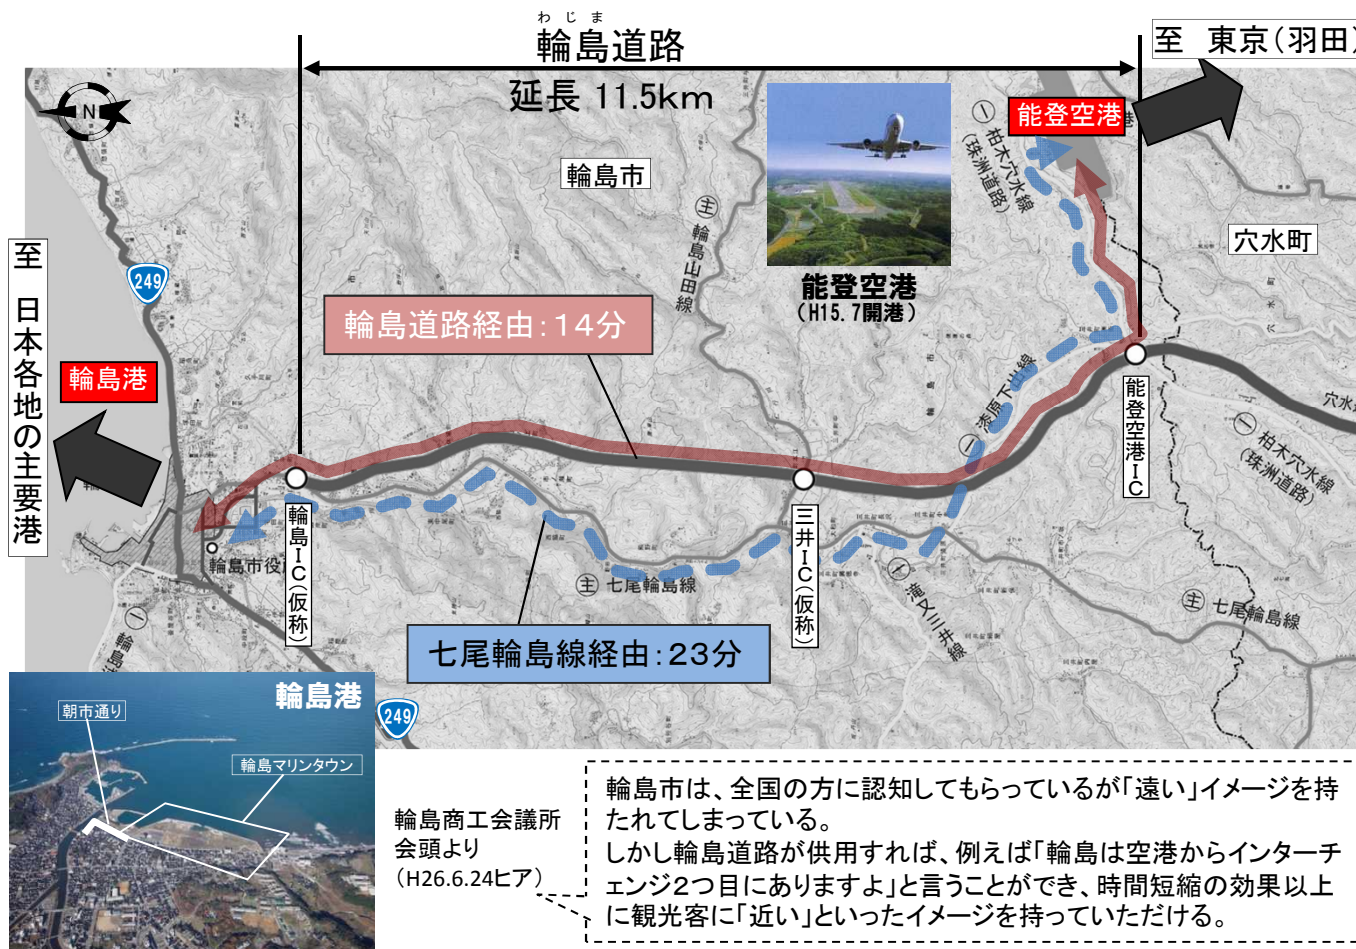 わじま
輪島道路
延長 11.5km
至 東京(羽田)
N
能登空港
㊀ 柏木穴水線
(珠洲道路)
輪島市
㊤ 輪島山田線
穴水町
能登空港
(H15.7開港)
249
至 日本各地の主要港
輪島港
輪島道路経由：14分
㊀ 漆原下出線
能登空港IC
㊀ 柏木穴水線
(珠洲道路)
輪島IC(仮称)
三井IC(仮称)
輪島市役
㊤ 七尾輪島線
㊀ 滝又三井線
㊤ 七尾輪島線
七尾輪島線経由：23分
249
輪島港
朝市通り
輪島マリンタウン
輪島商工会議所
会頭より
(H26.6.24ヒア)
輪島市は、全国の方に認知してもらっているが「遠い」イメージを持
たれてしまっている。
しかし輪島道路が供用すれば、例えば「輪島は空港からインターチ
ェンジ2つ目にありますよ」と言うことができ、時間短縮の効果以上
に観光客に「近い」といったイメージを持っていただける。